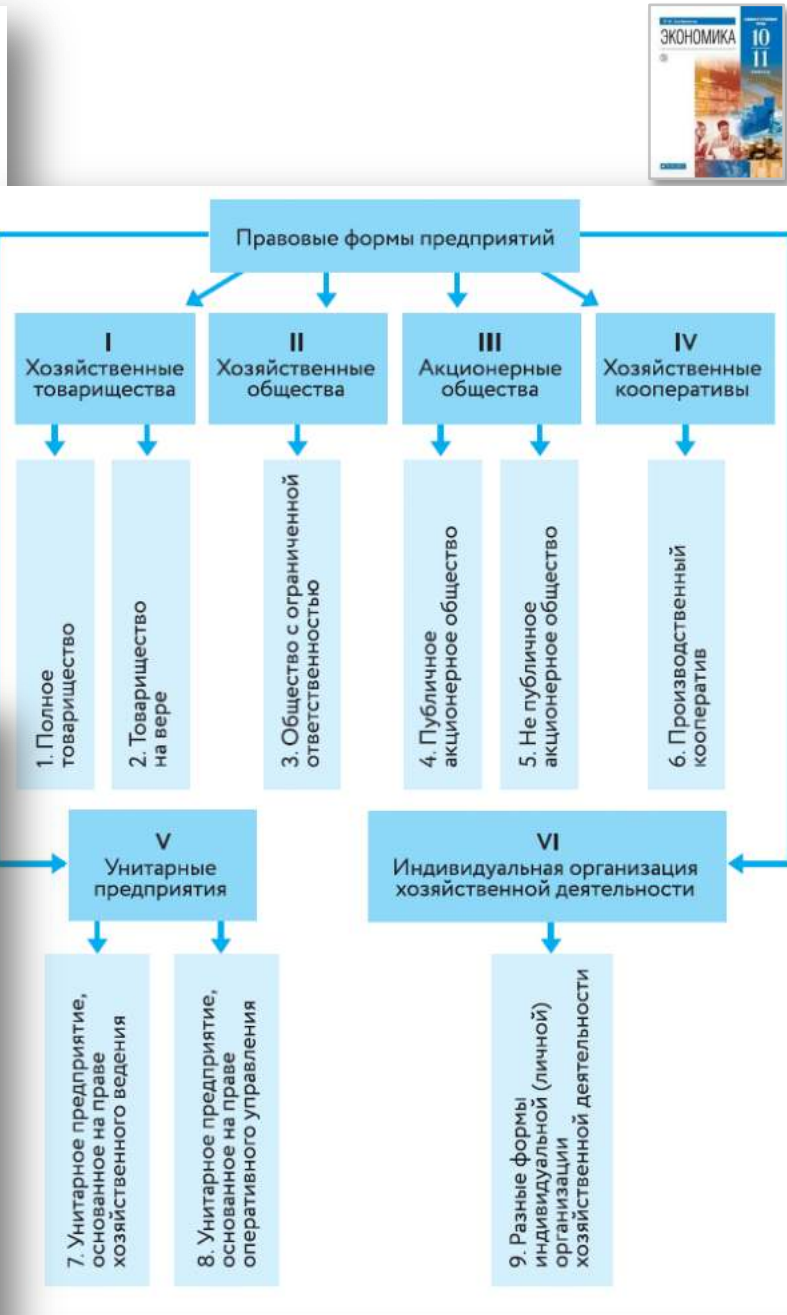 ЭКОНОМИКА
10
11
Правовые формы предприятий
I
Хозяйственные
товарищества
II
Хозяйственные
общества
III
Акционерные
общества
IV
Хозяйственные
кооперативы
1. Полное
товарищество
2. Товарищество
на вере
3. Общество с ограниченной
ответственностью
4. Публичное
акционерное общество
5. Не публичное
акционерное общество
6. Производственный
кооператив
V
Унитарные
предприятия
VI
Индивидуальная организация
хозяйственной деятельности
7. Унитарное предприятие,
основанное на праве
хозяйственного ведения
8. Унитарное предприятие,
основанное на праве
оперативного управления
9. Разные формы
индивидуальной (личной)
организации
хозяйственной деятельности